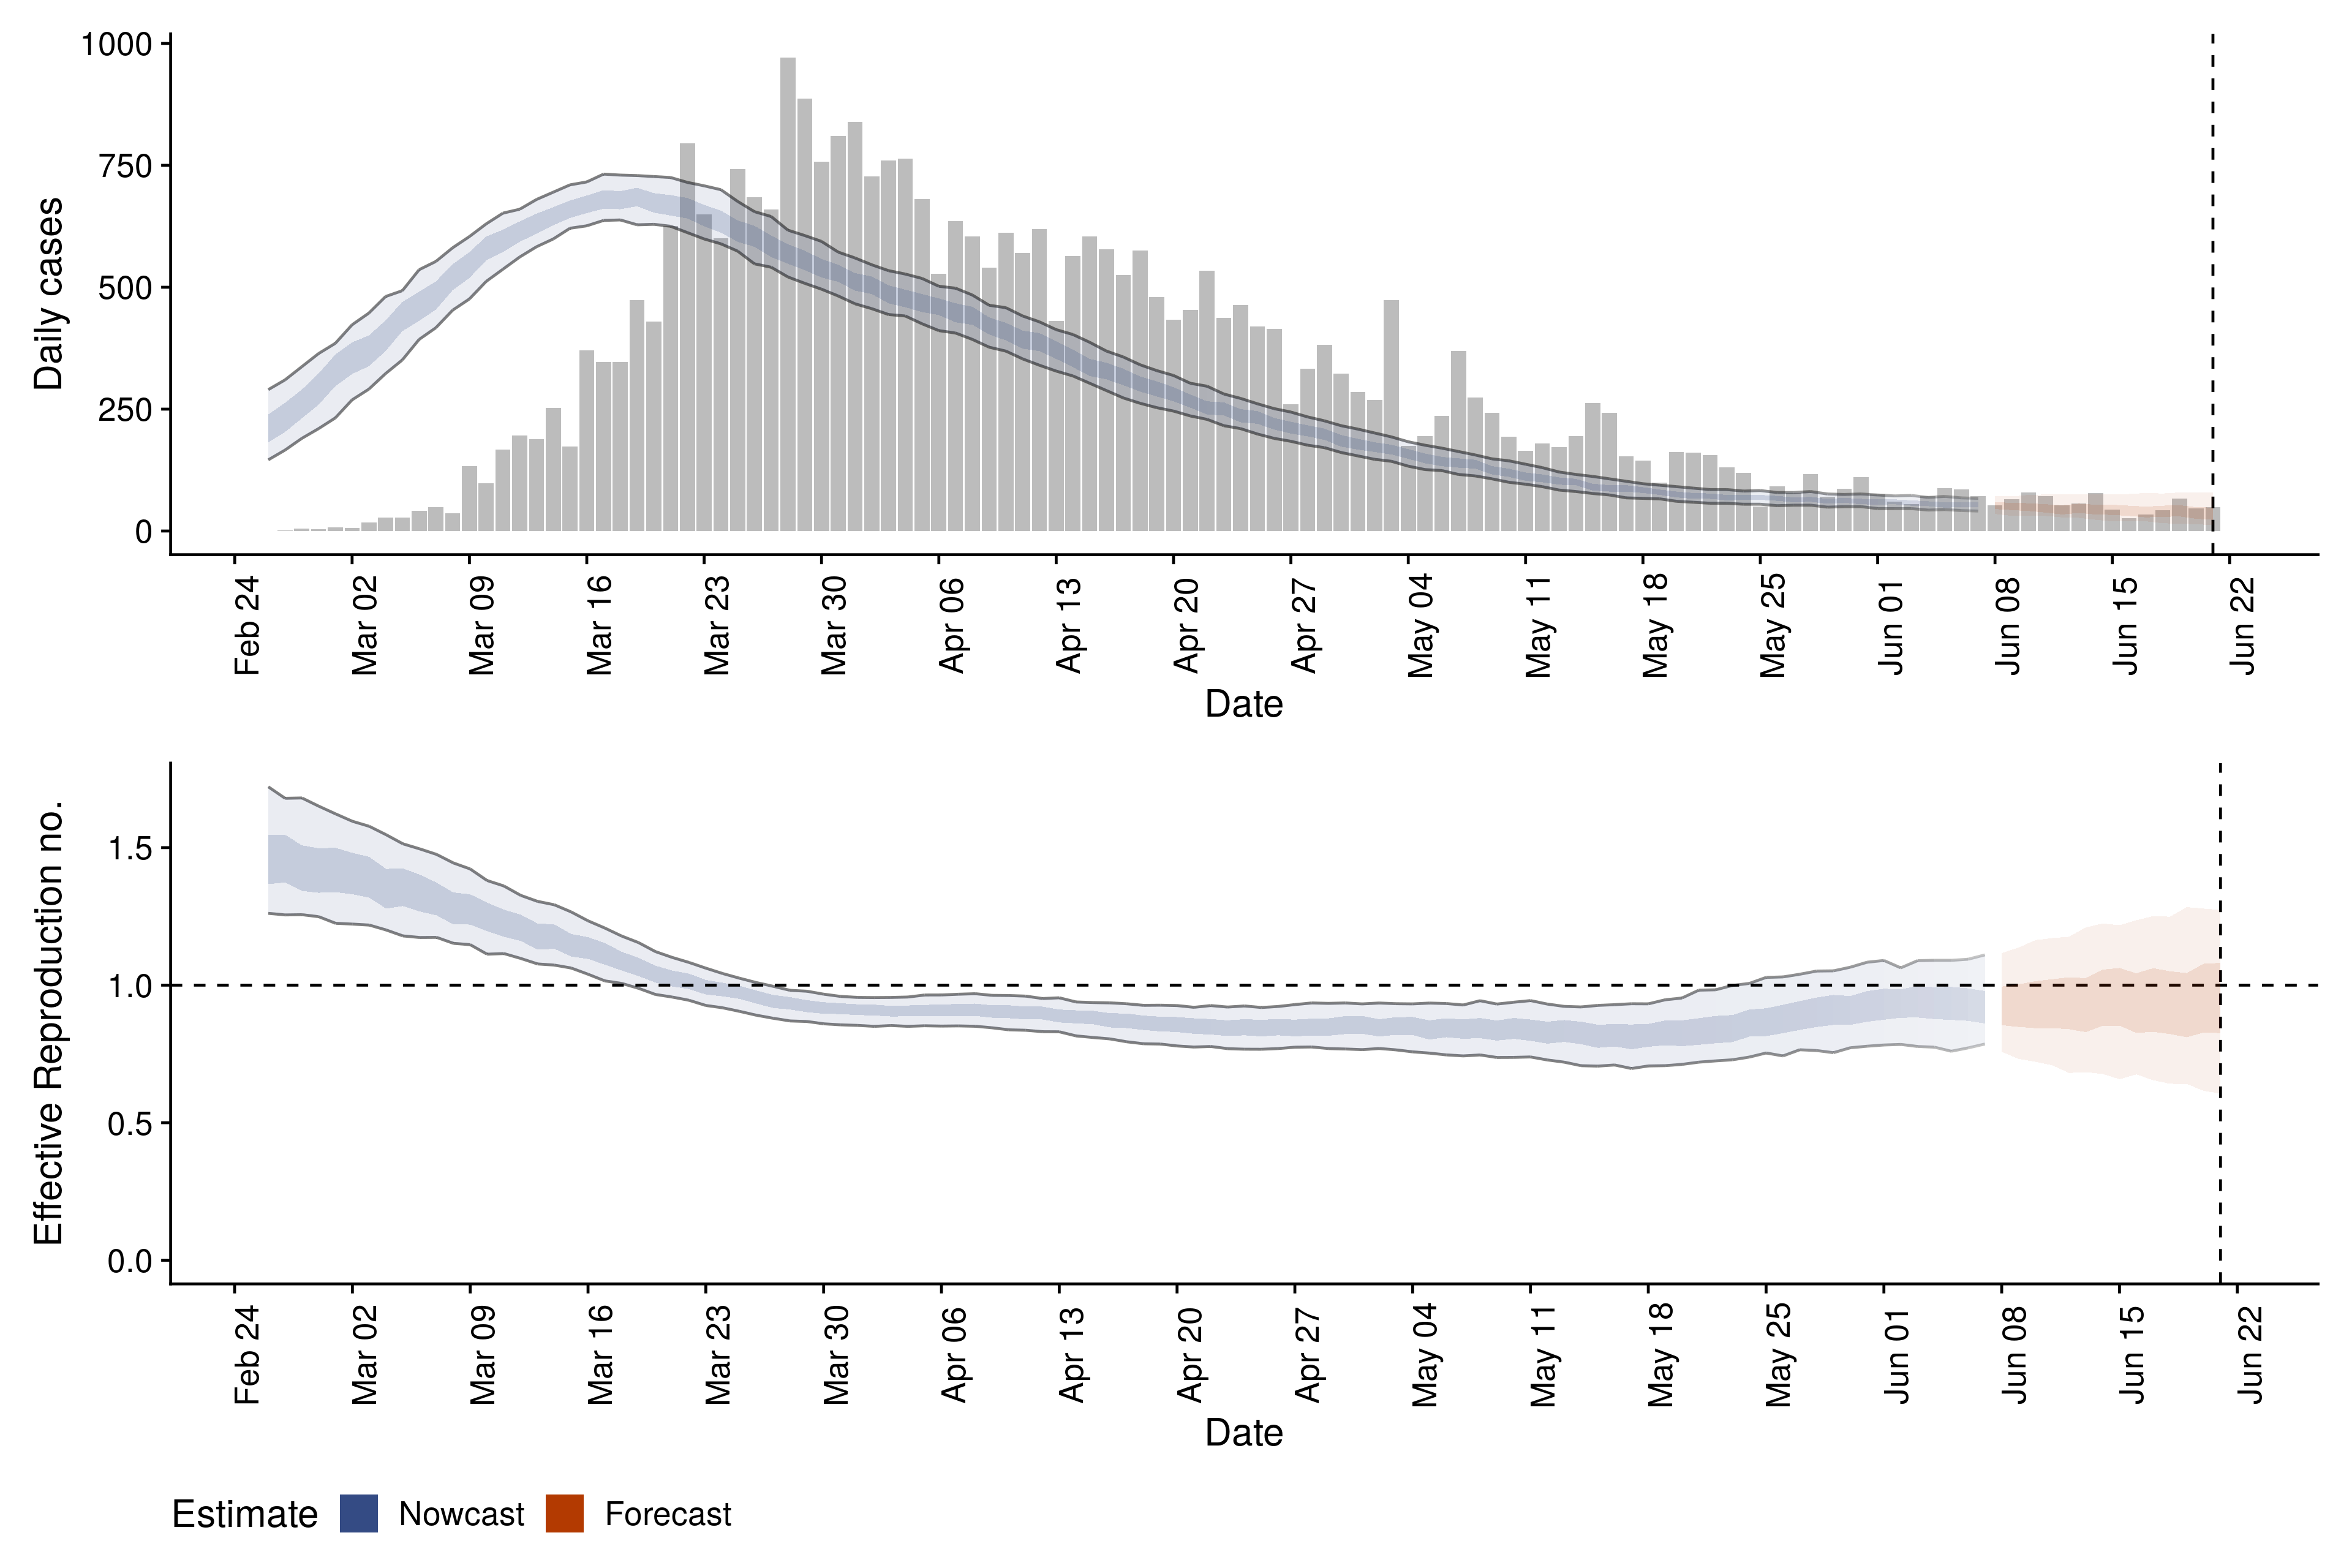 1000
750
500
250
0
Daily cases
Feb 24
Mar 02
Mar 09
Mar 16
Mar 23
Mar 30
Apr 06
Apr 13
Apr 20
Apr 27
May 04
May 11
May 18
May 25
Jun 01
Jun 08
Jun 15
Jun 22
Date
1.5
1.0
0.5
0.0
Effective Reproduction no.
Feb 24
Mar 02
Mar 09
Mar 16
Mar 23
Mar 30
Apr 06
Apr 13
Apr 20
Apr 27
May 04
May 11
May 18
May 25
Jun 01
Jun 08
Jun 15
Jun 22
Date
Estimate Nowcast Forecast